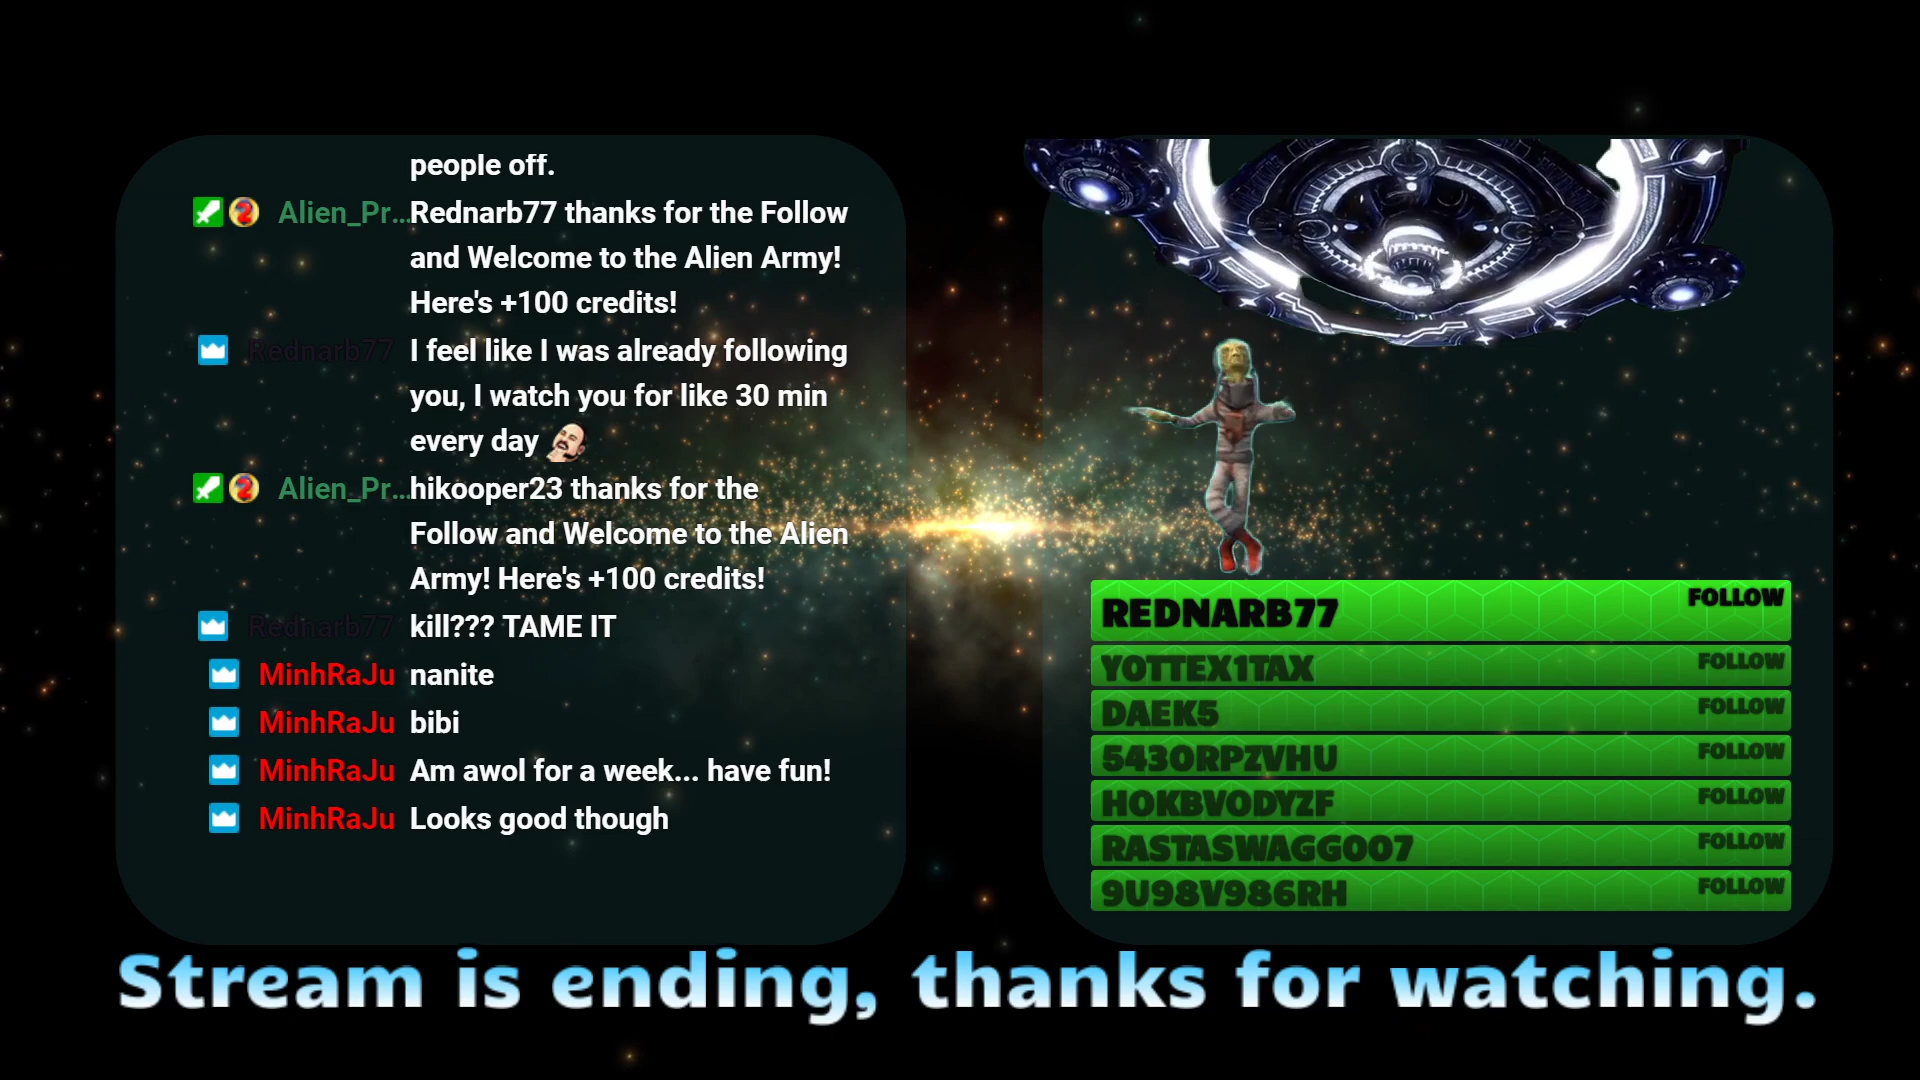 people off.
Alien_Pr... Rednarb77 thanks for the Follow
and Welcome to the Alien Army!
Here's +100 credits!
Rednarb77 I feel like I was already following
you, I watch you for like 30 min
every day
Alien_Pr... hikooper23 thanks for the
Follow and Welcome to the Alien
Army! Here's +100 credits!
Rednarb77 kill??? TAME IT
MinhRaJu nanite
MinhRaJu bibi
MinhRaJu Am awol for a week... have fun!
MinhRaJu Looks good though
REDNARB77 FOLLOW
YOTTEX1TAX FOLLOW
DAEK5 FOLLOW
543ORPZVHU FOLLOW
HOKBVODYZF FOLLOW
RASTASWAGG007 FOLLOW
9U98V986RH FOLLOW
Stream is ending, thanks for watching.